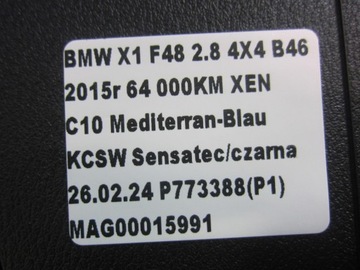 BMW X1 F48 2.8 4X4 B46
2015r 64 000KM XEN
C10 Mediterran-Blau
KCSW Sensatec/czarna
26.02.24 P773388(P1)
MAG00015991